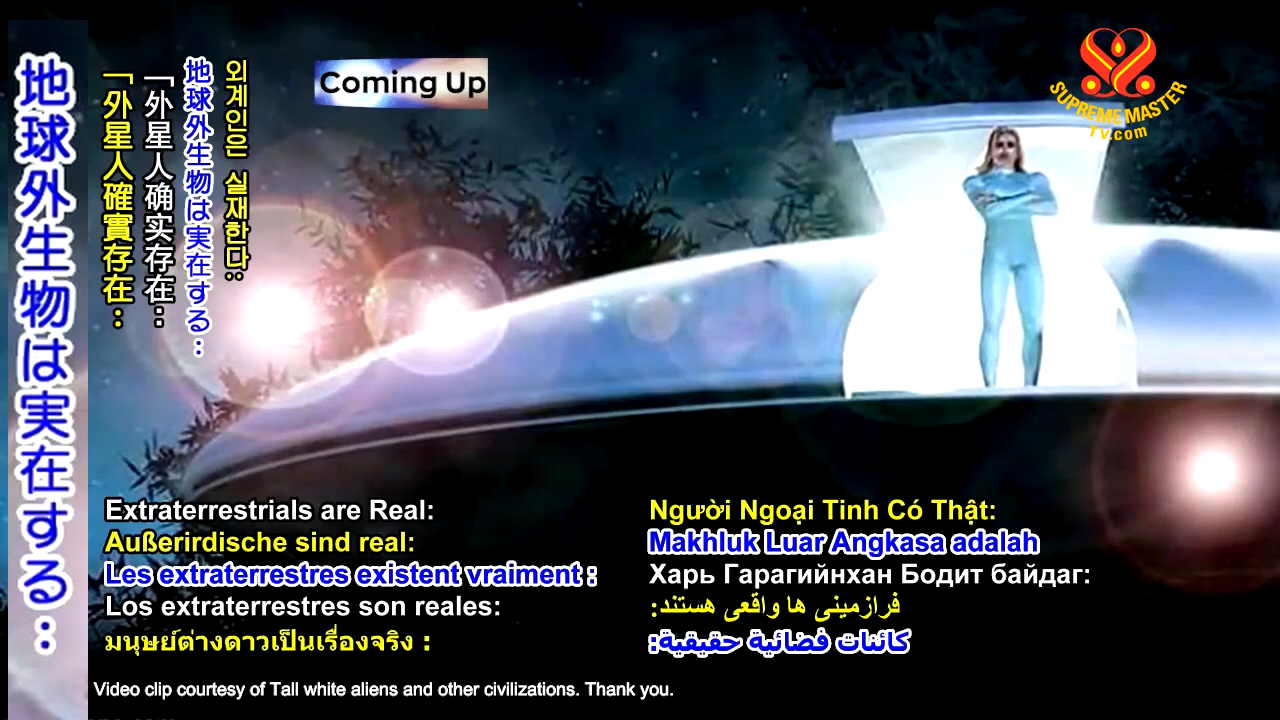 地球外生物は実在する：
「外星人確實存在：
「外星人确实存在：
地球外生物は実在する：
외계인은 실재한다:
Coming Up
SUPREME MASTER
TV.com
Extraterrestrials are Real:
Außerirdische sind real:
Les extraterrestres existent vraiment :
Los extraterrestres son reales:
มนุษย์ต่างดาวเป็นเรื่องจริง :
Người Ngoại Tinh Có Thật:
Makhluk Luar Angkasa adalah
Харь Гарагийнхан Бодит байдаг:
فرازمینی ها واقعی هستند:
كائنات فضائية حقيقية:
Video clip courtesy of Tall white aliens and other civilizations. Thank you.